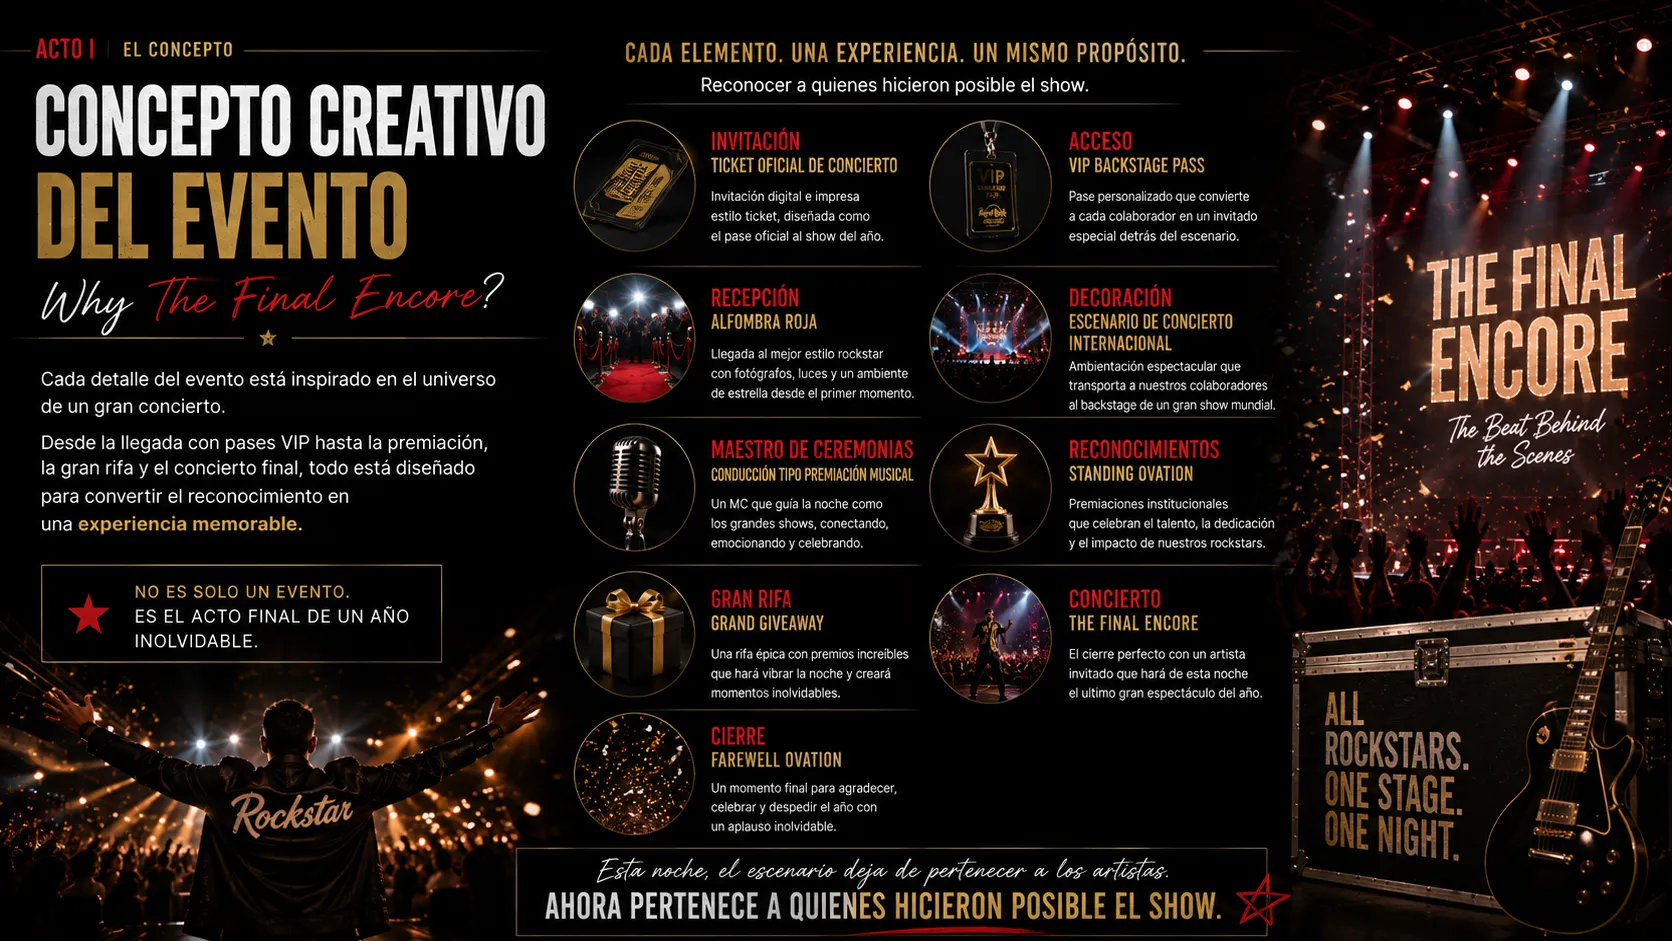 ACTO I | EL CONCEPTO
CONCEPTO CREATIVO
DEL EVENTO
Why The Final Encore?
Cada detalle del evento está inspirado en el universo
de un gran concierto.
Desde la llegada con pases VIP hasta la premiación,
la gran rifa y el concierto final, todo está diseñado
para convertir el reconocimiento en
una experiencia memorable.
NO ES SOLO UN EVENTO.
ES EL ACTO FINAL DE UN AÑO
INOLVIDABLE.
Rockstar
CADA ELEMENTO. UNA EXPERIENCIA. UN MISMO PROPÓSITO.
Reconocer a quienes hicieron posible el show.
INVITACIÓN
TICKET OFICIAL DE CONCIERTO
Invitación digital e impresa
estilo ticket, diseñada como
el pase oficial al show del año.
VIP
ACCESO
VIP BACKSTAGE PASS
Pase personalizado que convierte
a cada colaborador en un invitado
especial detrás del escenario.
RECEPCIÓN
ALFOMBRA ROJA
Llegada al mejor estilo rockstar
con fotógrafos, luces y un ambiente
de estrella desde el primer momento.
DECORACIÓN
ESCENARIO DE CONCIERTO
INTERNACIONAL
Ambientación espectacular que
transporta a nuestros colaboradores
al backstage de un gran show mundial.
MAESTRO DE CEREMONIAS
CONDUCCIÓN TIPO PREMIACIÓN MUSICAL
Un MC que guía la noche como
los grandes shows, conectando,
emocionando y celebrando.
RECONOCIMIENTOS
STANDING OVATION
Premiaciones institucionales
que celebran el talento, la dedicación
y el impacto de nuestros rockstars.
GRAN RIFA
GRAND GIVEAWAY
Una rifa épica con premios increíbles
que hará vibrar la noche y creará
momentos inolvidables.
CONCIERTO
THE FINAL ENCORE
El cierre perfecto con un artista
invitado que hará de esta noche
el ultimo gran espectáculo del año.
CIERRE
FAREWELL OVATION
Un momento final para agradecer,
celebrar y despedir el año con
un aplauso inolvidable.
Esta noche, el escenario deja de pertenecer a los artistas.
AHORA PERTENECE A QUIENES HICIERON POSIBLE EL SHOW.
THE FINAL
ENCORE
The Beat Behind
the Scenes
ALL
ROCKSTARS.
ONE STAGE.
ONE NIGHT.